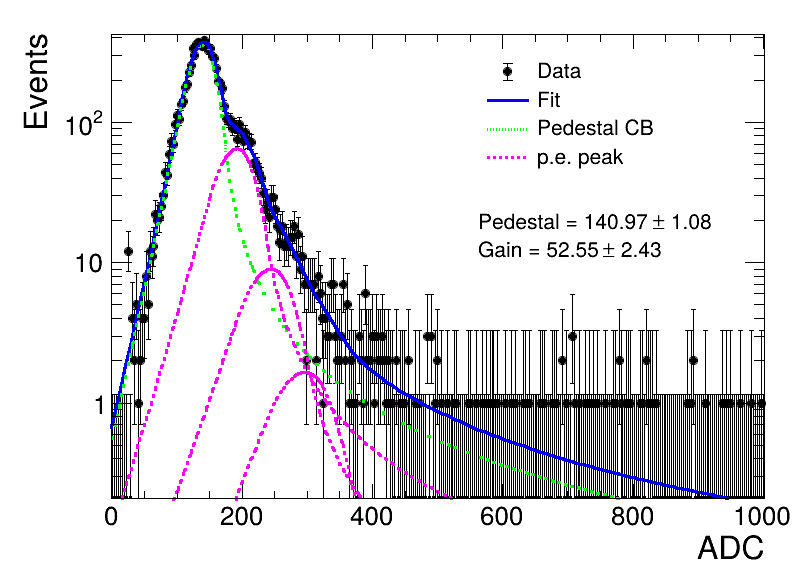 Events
10²
10
1
Data
Fit
Pedestal CB
p.e. peak
Pedestal = 140.97 ± 1.08
Gain = 52.55 ± 2.43
0 200 400 600 800 1000
ADC